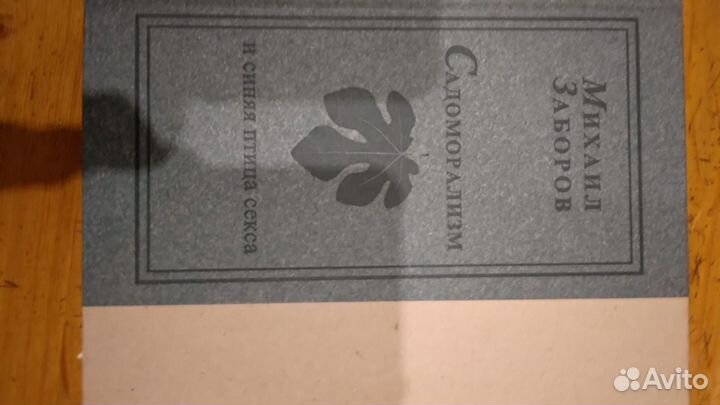 Михаил
Заборов
Садоморализм
и синяя птица секса
Avito